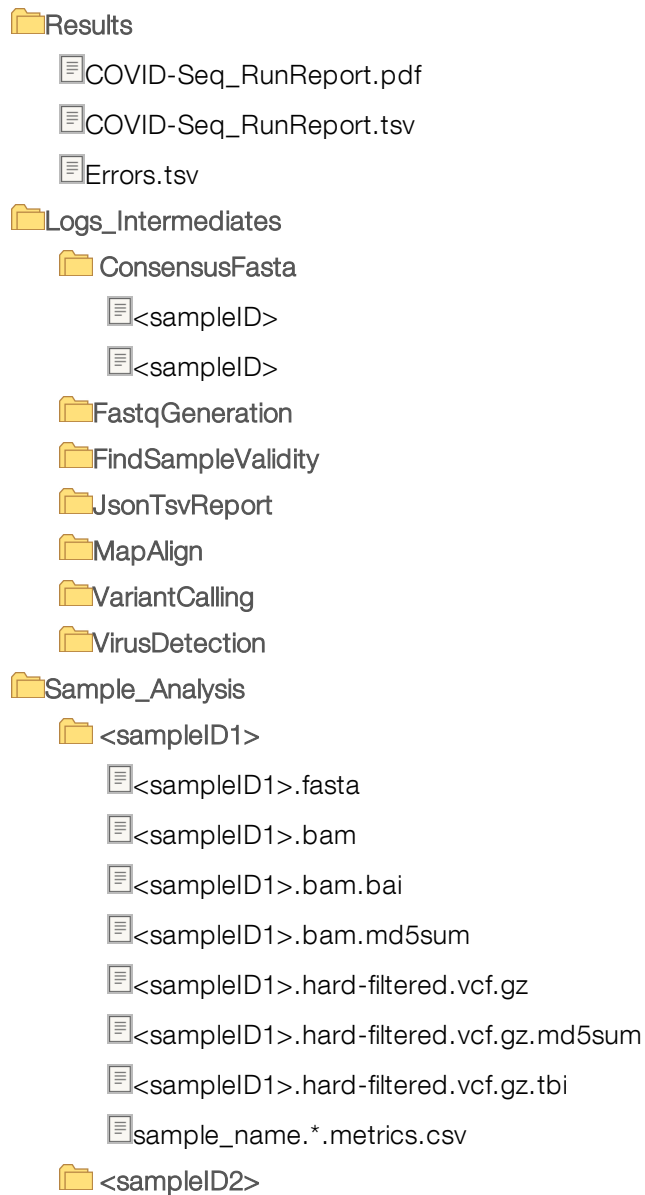 Results
COVID-Seq_RunReport.pdf
COVID-Seq_RunReport.tsv
Errors.tsv
Logs_Intermediates
ConsensusFasta
<sampleID>
<sampleID>
FastqGeneration
FindSampleValidity
JsonTsvReport
MapAlign
VariantCalling
VirusDetection
Sample_Analysis
<sampleID1>
<sampleID1>.fasta
<sampleID1>.bam
<sampleID1>.bam.bai
<sampleID1>.bam.md5sum
<sampleID1>.hard-filtered.vcf.gz
<sampleID1>.hard-filtered.vcf.gz.md5sum
<sampleID1>.hard-filtered.vcf.gz.tbi
sample_name.*.metrics.csv
<sampleID2>